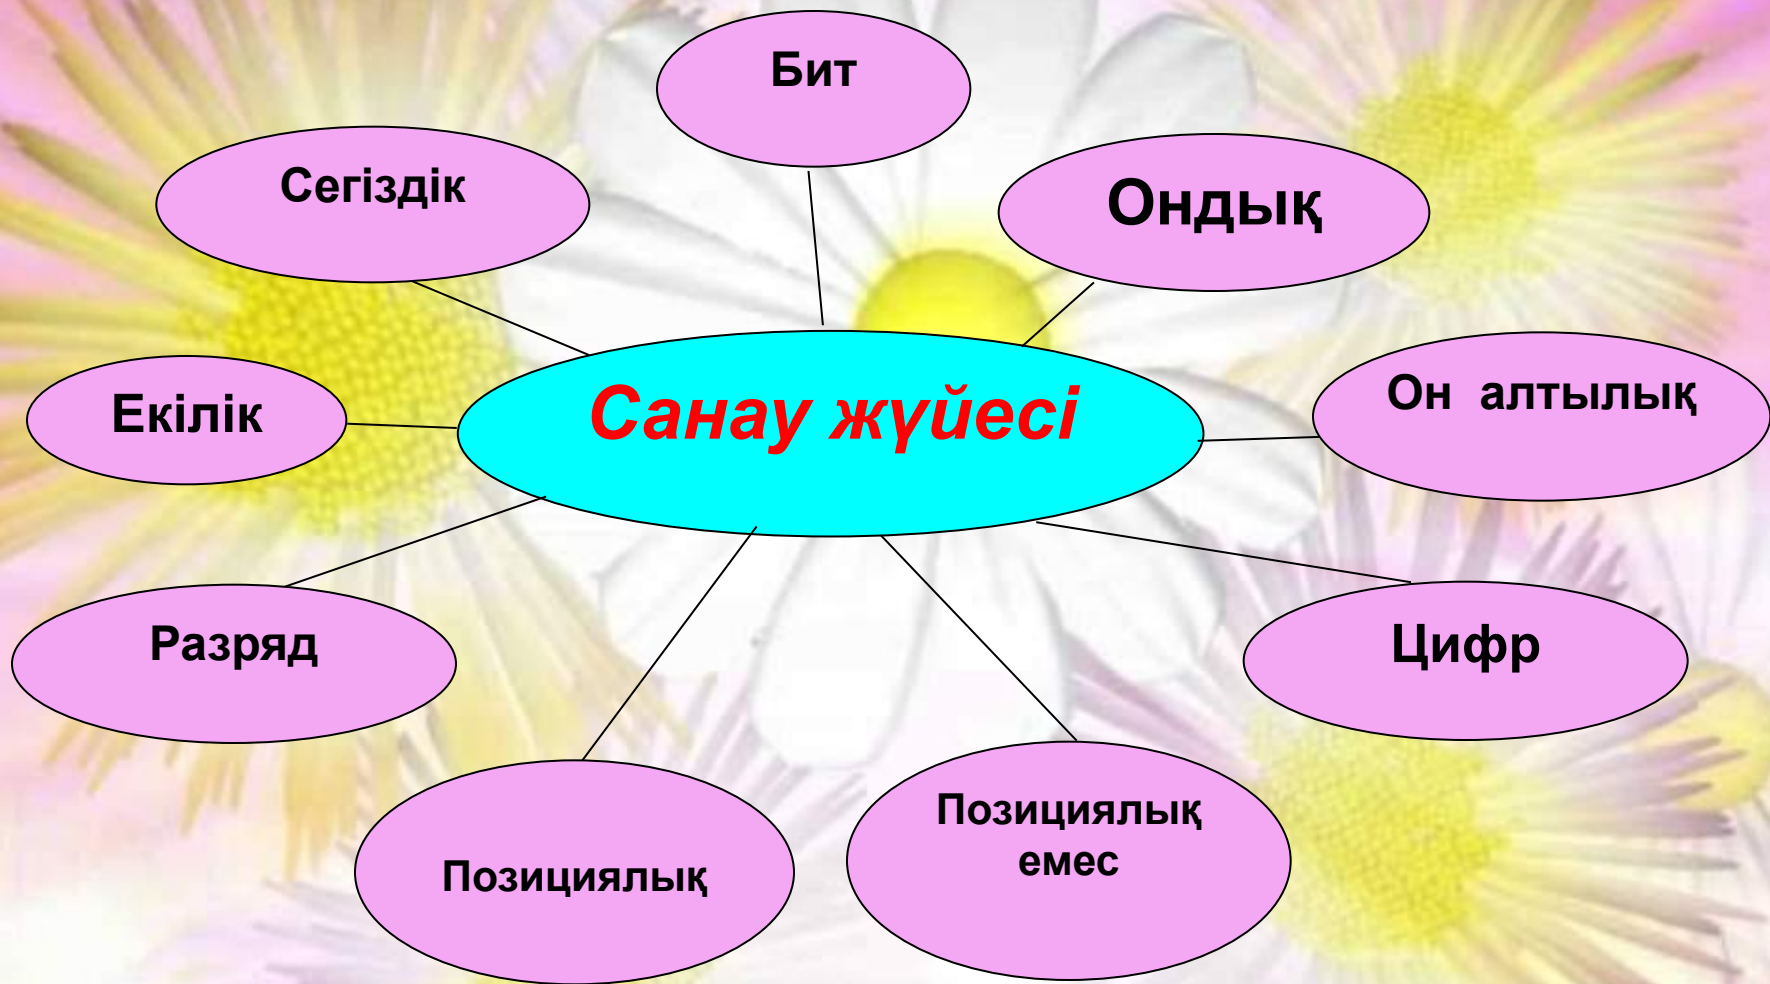 Бит
Сегіздік
Ондық
Екілік
Санау жүйесі
Он алтылық
Разряд
Цифр
Позициялық
Позициялық
емес